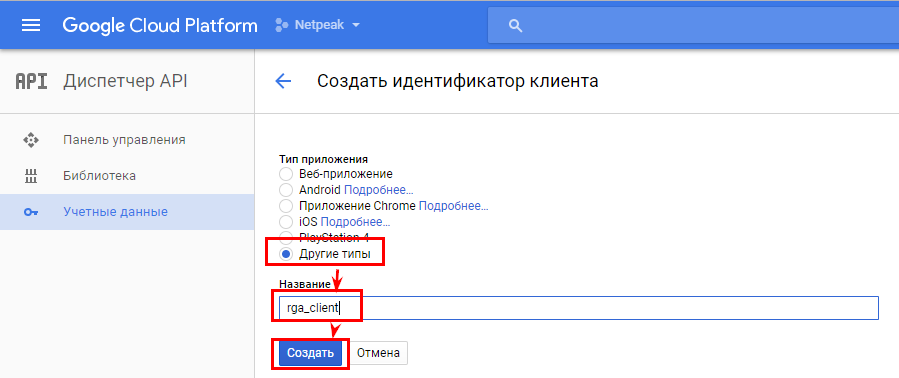 Google Cloud Platform Netpeak
API Диспетчер API
Создать идентификатор клиента
Панель управления
Библиотека
Учетные данные
Тип приложения
Веб-приложение
Android Подробнее...
Приложение Chrome Подробнее...
iOS Подробнее...
PlayStation 4
Другие типы
Название
rga_client
Создать Отмена